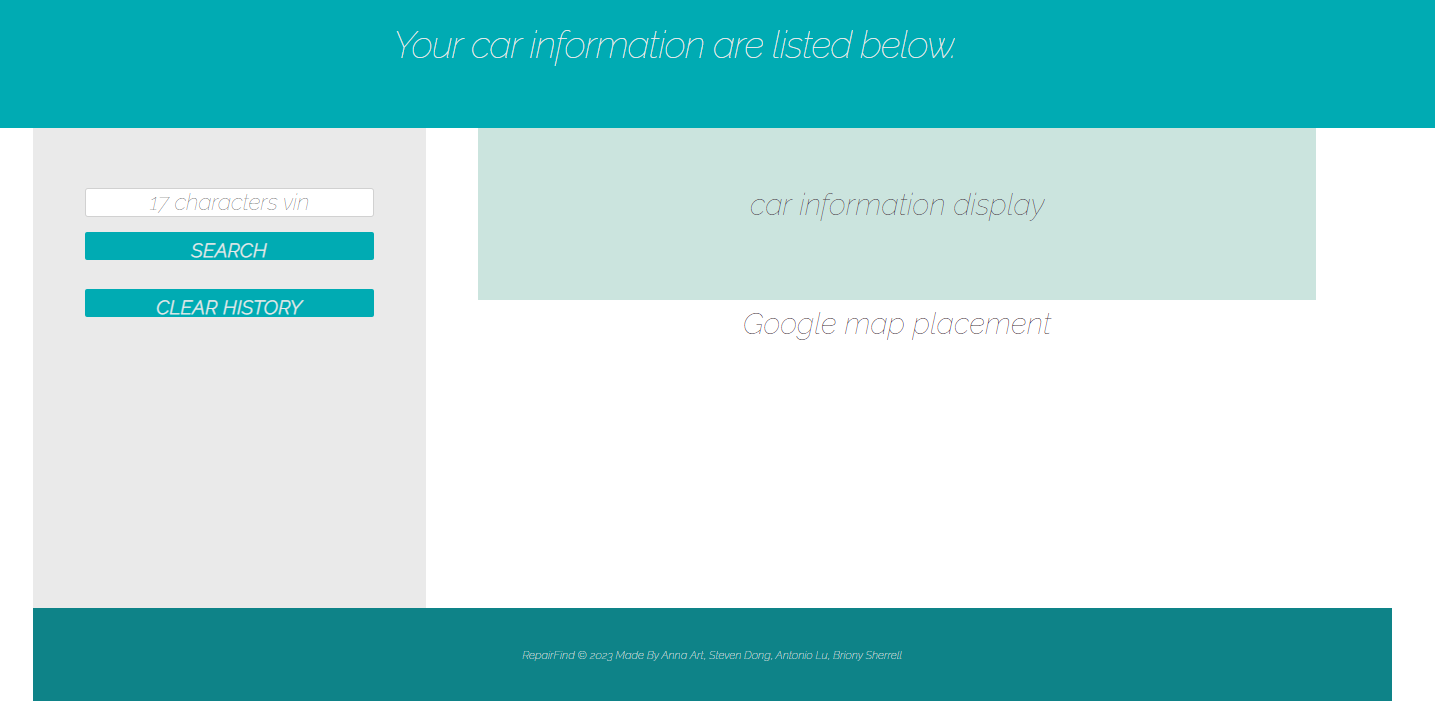 Your car information are listed below.
17 characters vin
SEARCH
CLEAR HISTORY
car information display
Google map placement
RepairFind © 2023 Made By Anna Art, Steven Dong, Antonio Lu, Briony Sherrell